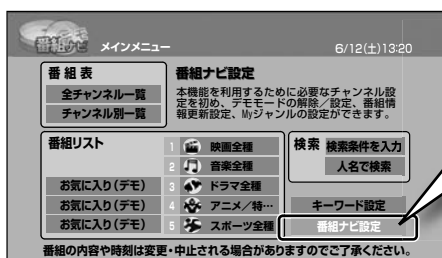 番組ナビ メインメニュー 6/12(土)13:20
番組表
全チャンネル一覧
チャンネル別一覧
番組ナビ設定
本機能を利用するために必要なチャンネル設
定を初め、デモモードの解除／設定、番組情
報更新設定、Myジャンルの設定ができます。
番組リスト
1 映画全種
2 音楽全種
お気に入り（デモ） 3 ドラマ全種
お気に入り（デモ） 4 アニメ／特…
お気に入り（デモ） 5 スポーツ全種
検索 検索条件を入力
人名で検索
キーワード設定
番組ナビ設定
番組の内容や時刻は変更・中止される場合がありますのでご了承ください。